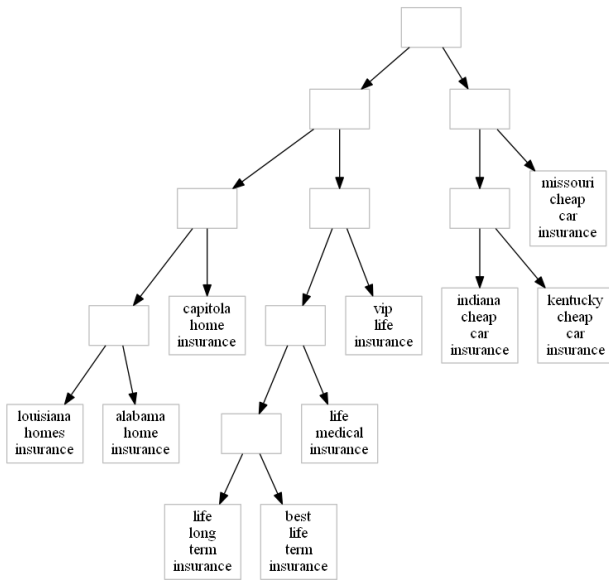 missouri
cheap
car
insurance
capitola
home
insurance
vip
life
insurance
indiana
cheap
car
insurance
kentucky
cheap
car
insurance
louisiana
homes
insurance
alabama
home
insurance
life
medical
insurance
life
long
term
insurance
best
life
term
insurance